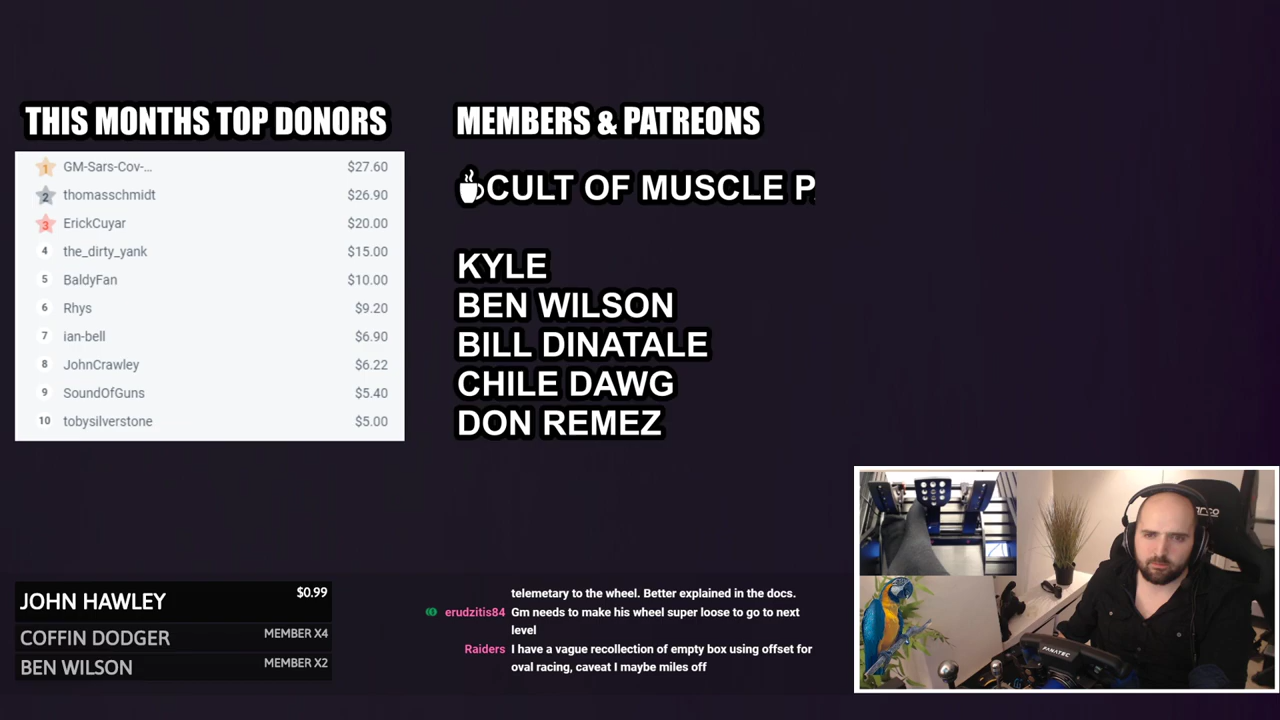 THIS MONTHS TOP DONORS
1 GM-Sars-Cov-... $27.60
2 thomasschmidt $26.90
3 ErickCuyar $20.00
4 the_dirty_yank $15.00
5 BaldyFan $10.00
6 Rhys $9.20
7 ian-bell $6.90
8 JohnCrawley $6.22
9 SoundOfGuns $5.40
10 tobysilverstone $5.00
MEMBERS & PATREONS
CULT OF MUSCLE P
KYLE
BEN WILSON
BILL DINATALE
CHILE DAWG
DON REMEZ
JOHN HAWLEY $0.99
COFFIN DODGER MEMBER X4
BEN WILSON MEMBER X2
telemetary to the wheel. Better explained in the docs.
erudzitis84 Gm needs to make his wheel super loose to go to next
level
Raiders I have a vague recollection of empty box using offset for
oval racing, caveat I maybe miles off
FANATEC